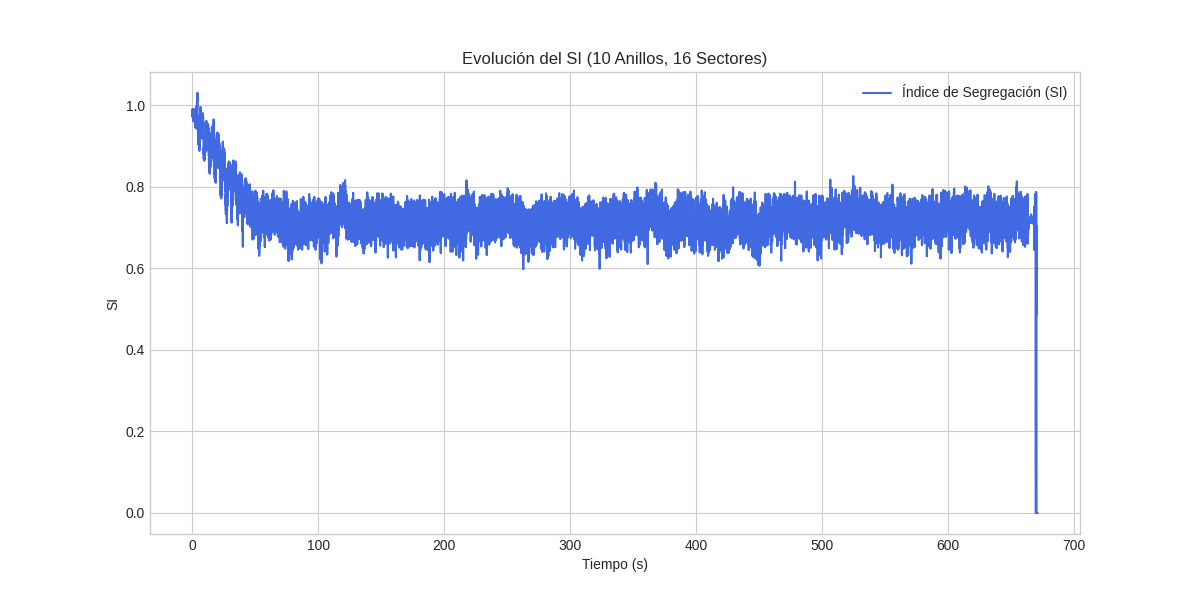 Evolución del SI (10 Anillos, 16 Sectores)
Índice de Segregación (SI)
1.0
0.8
0.6
0.4
0.2
0.0
SI
0 100 200 300 400 500 600 700
Tiempo (s)